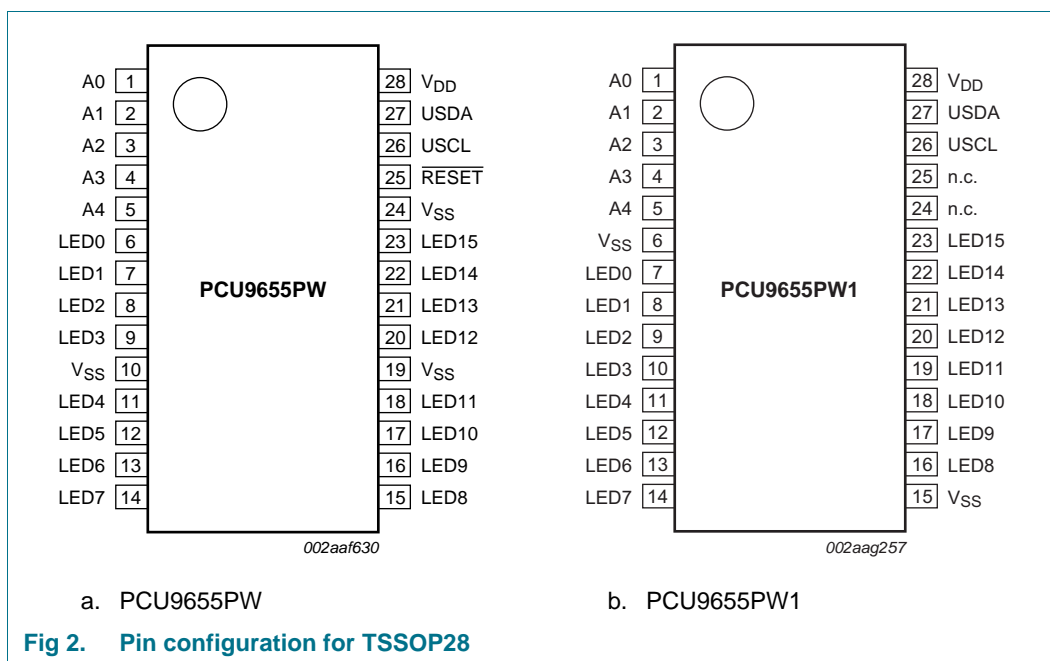 A0 1
A1 2
A2 3
A3 4
A4 5
LED0 6
LED1 7
LED2 8
LED3 9
VSS 10
LED4 11
LED5 12
LED6 13
LED7 14
PCU9655PW
28 VDD
27 USDA
26 USCL
25 RESET
24 VSS
23 LED15
22 LED14
21 LED13
20 LED12
19 VSS
18 LED11
17 LED10
16 LED9
15 LED8
002aaf630
a. PCU9655PW
A0 1
A1 2
A2 3
A3 4
A4 5
VSS 6
LED0 7
LED1 8
LED2 9
LED3 10
LED4 11
LED5 12
LED6 13
LED7 14
PCU9655PW1
28 VDD
27 USDA
26 USCL
25 n.c.
24 n.c.
23 LED15
22 LED14
21 LED13
20 LED12
19 LED11
18 LED10
17 LED9
16 LED8
15 VSS
002aag257
b. PCU9655PW1
Fig 2. Pin configuration for TSSOP28